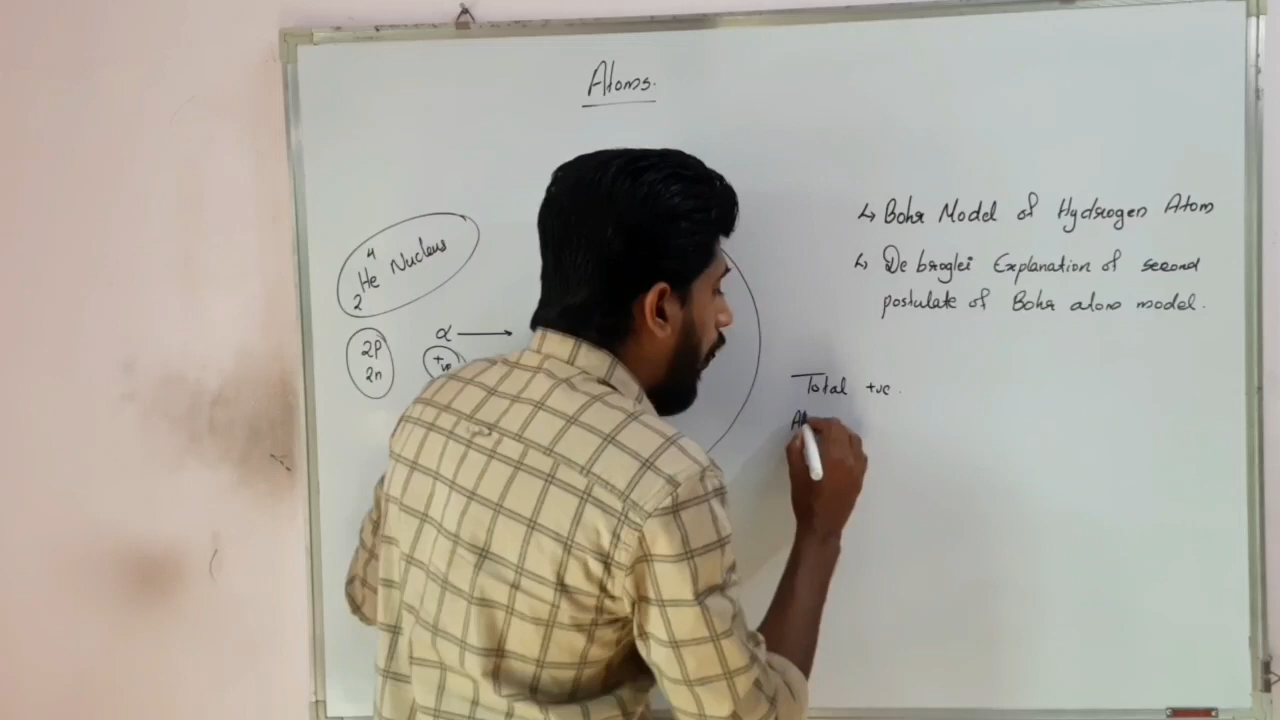 Atoms.
4
He Nucleus
2
2P
2n
α
+ve
↳ Bohr Model of Hydrogen Atom
↳ De broglei Explanation of second
postulate of Bohr atom model.
Total +ve.